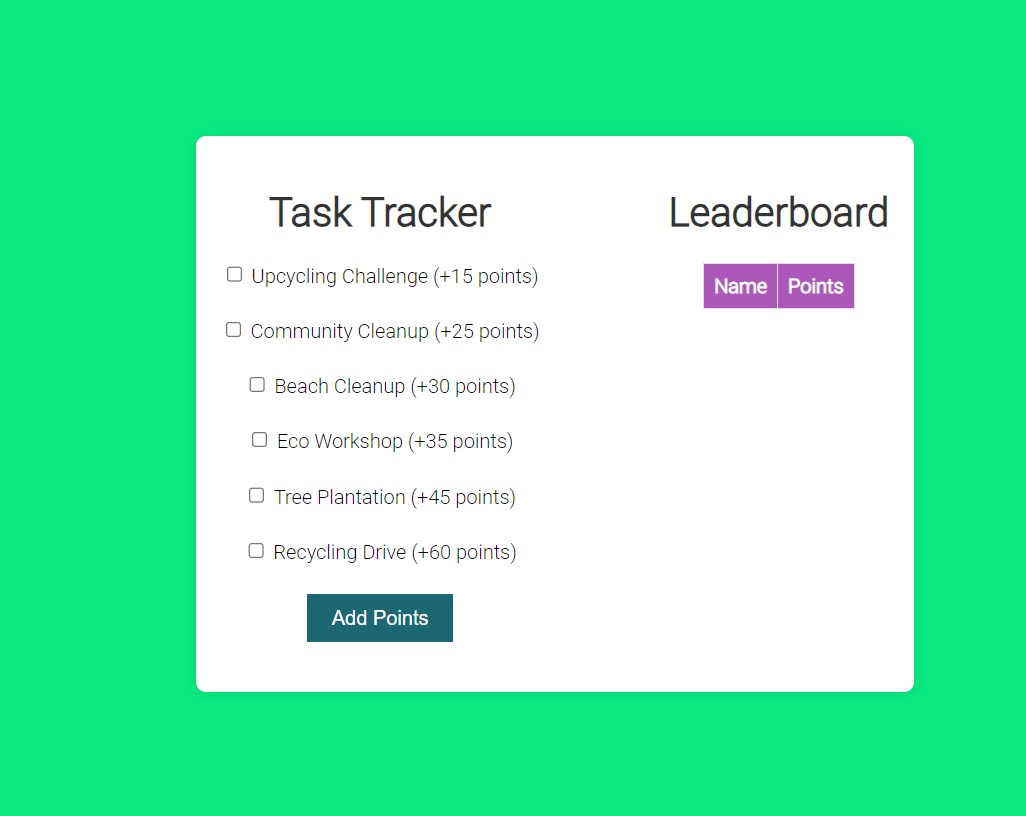 Task Tracker
Upcycling Challenge (+15 points)
Community Cleanup (+25 points)
Beach Cleanup (+30 points)
Eco Workshop (+35 points)
Tree Plantation (+45 points)
Recycling Drive (+60 points)
Add Points
Leaderboard
Name Points